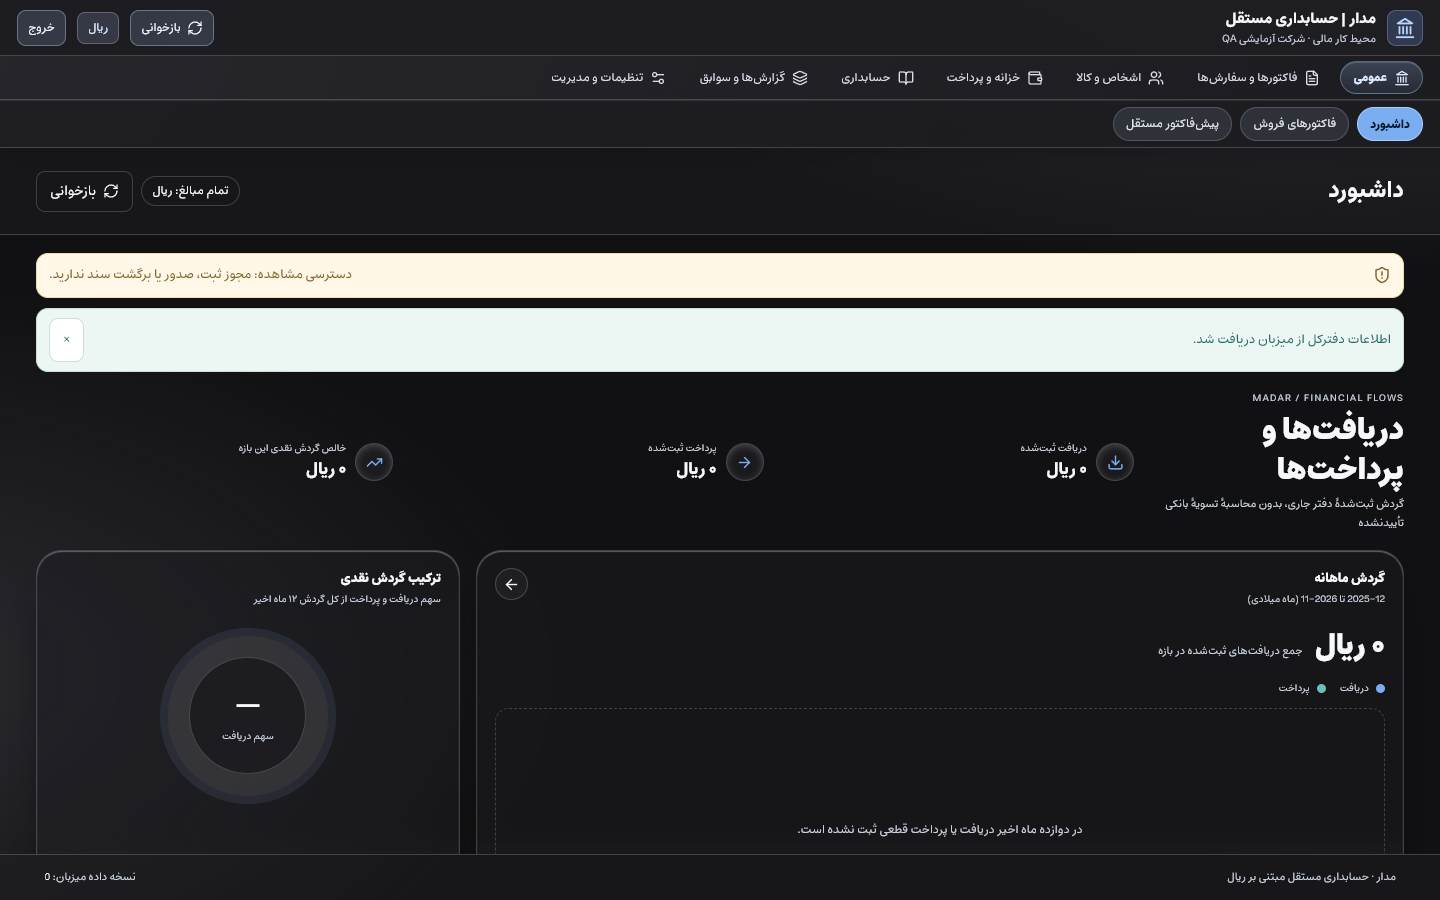 مدار | حسابداری مستقل
محیط کار مالی · شرکت آزمایشی QA
بازخوانی
ریال
خروج
عمومی
فاکتورها و سفارش‌ها
اشخاص و کالا
خزانه و پرداخت
حسابداری
گزارش‌ها و سوابق
تنظیمات و مدیریت
داشبورد
فاکتورهای فروش
پیش‌فاکتور مستقل
داشبورد
تمام مبالغ: ریال
بازخوانی
دسترسی مشاهده: مجوز ثبت، صدور یا برگشت سند ندارید.
اطلاعات دفترکل از میزبان دریافت شد.
×
MADAR / FINANCIAL FLOWS
دریافت‌ها و
پرداخت‌ها
گردش ثبت‌شدهٔ دفتر جاری، بدون محاسبهٔ تسویهٔ بانکی
تأییدنشده
دریافت ثبت‌شده
۰ ریال
پرداخت ثبت‌شده
۰ ریال
خالص گردش نقدی این بازه
۰ ریال
گردش ماهانه
2025-12 تا 2026-11 (ماه میلادی)
۰ ریال
جمع دریافت‌های ثبت‌شده در بازه
دریافت
پرداخت
در دوازده ماه اخیر دریافت یا پرداخت قطعی ثبت نشده است.
ترکیب گردش نقدی
سهم دریافت و پرداخت از کل گردش ۱۲ ماه اخیر
—
سهم دریافت
مدار · حسابداری مستقل مبتنی بر ریال
نسخه داده میزبان: 0